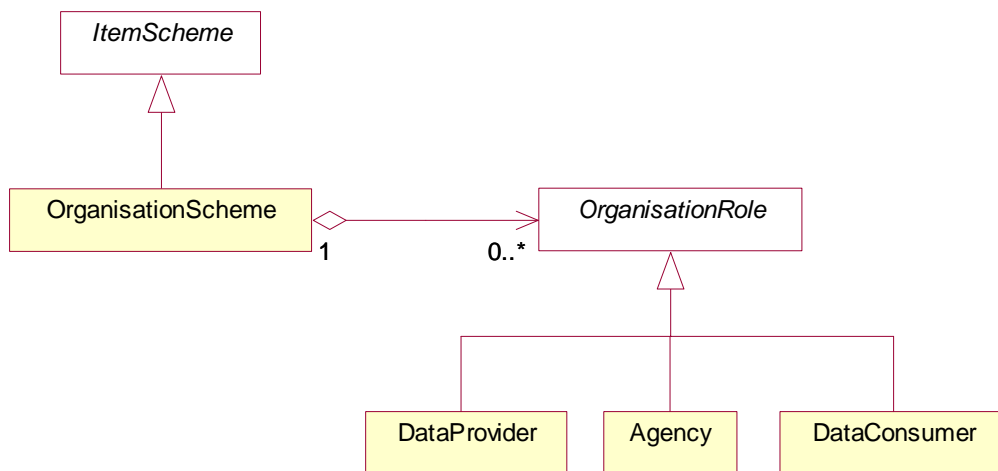 ItemScheme
OrganisationScheme
OrganisationRole
1
0..*
DataProvider
Agency
DataConsumer